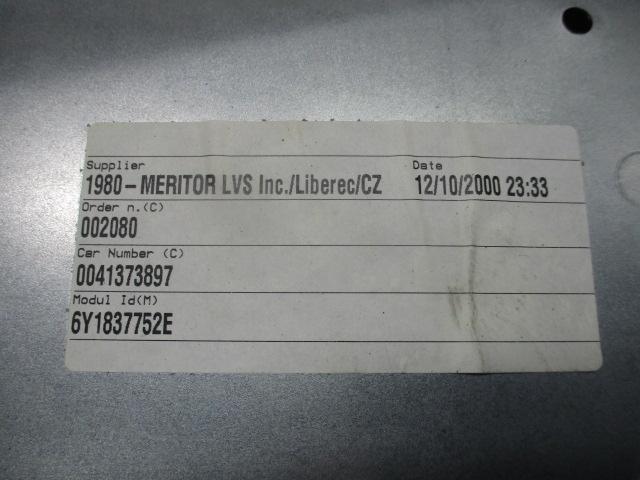 Supplier Date
1980-MERITOR LVS Inc./Liberec/CZ 12/10/2000 23:33
Order n.(C)
002080
Car Number (C)
0041373897
Modul Id(M)
6Y1837752E